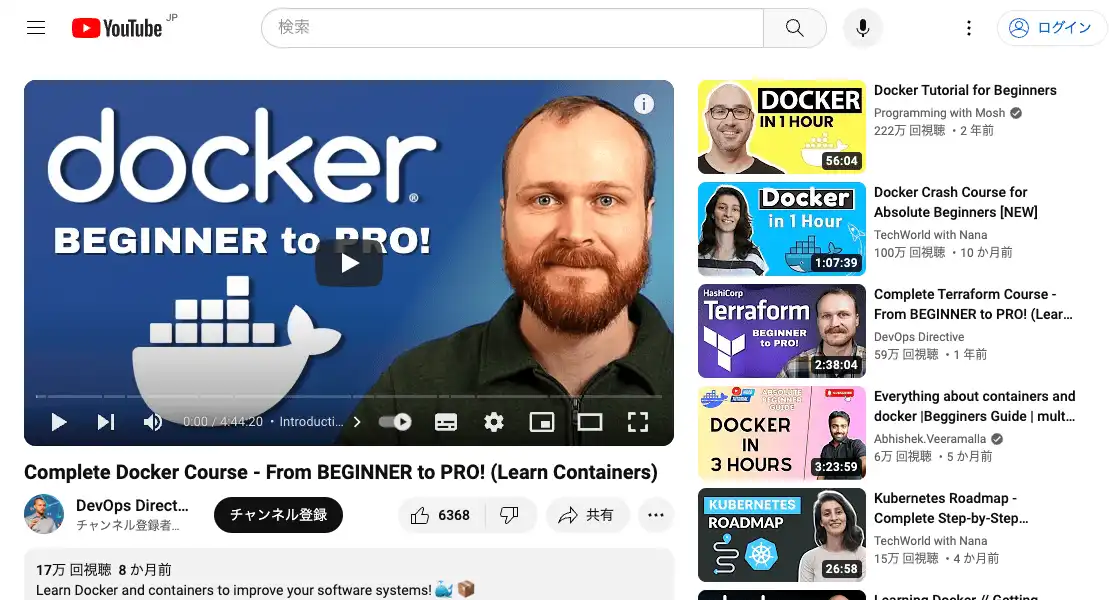 YouTube JP
検索
ログイン
docker®
BEGINNER to PRO!
0:00 / 4:44:20 ・ Introducti...
Complete Docker Course - From BEGINNER to PRO! (Learn Containers)
DevOps Direct...
チャンネル登録者...
チャンネル登録
6368
共有
17万 回視聴 8 か月前
Learn Docker and containers to improve your software systems! 🐳 📦
DOCKER
IN 1 HOUR
56:04
Docker Tutorial for Beginners
Programming with Mosh
222万 回視聴 ・2 年前
Docker
in 1 Hour
1:07:39
Docker Crash Course for
Absolute Beginners [NEW]
TechWorld with Nana
100万 回視聴 ・10 か月前
HashiCorp
Terraform
BEGINNER
to PRO!
2:38:04
Complete Terraform Course -
From BEGINNER to PRO! (Lear...
DevOps Directive
59万 回視聴 ・1 年前
ABSOLUTE
BEGINNER
GUIDE
DOCKER
IN
3 HOURS
3:23:59
Everything about containers and
docker |Begginers Guide | mult...
Abhishek.Veeramalla
6万 回視聴 ・5 か月前
KUBERNETES
ROADMAP
26:58
Kubernetes Roadmap -
Complete Step-by-Step...
TechWorld with Nana
15万 回視聴 ・4 か月前
Learning Docker // Getting